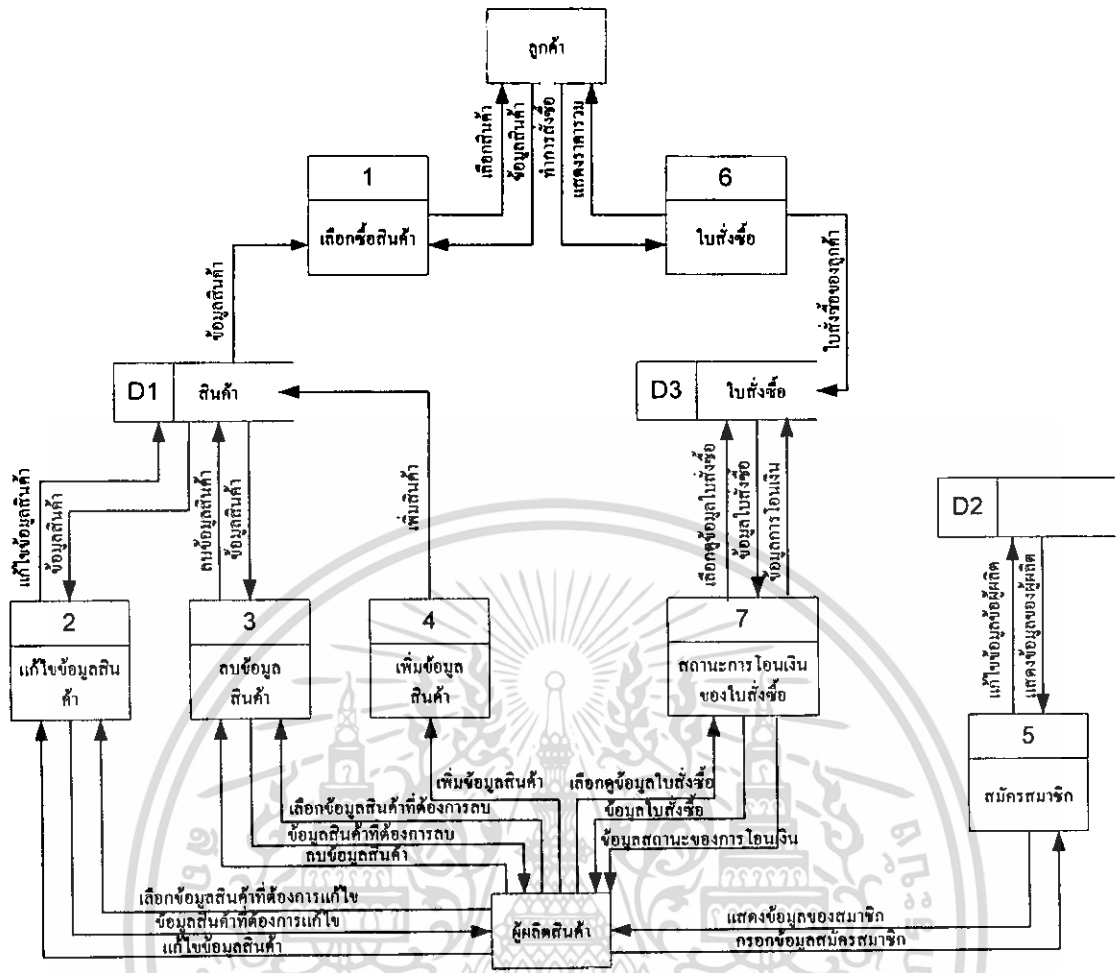 ลูกค้า
เลือกสินค้า
ข้อมูลสินค้า
ทำการสั่งซื้อ
แสดงราคารวม
1
เลือกซื้อสินค้า
6
ใบสั่งซื้อ
ข้อมูลสินค้า
ใบสั่งซื้อของลูกค้า
D1
สินค้า
D3
ใบสั่งซื้อ
D2
แก้ไขข้อมูลสินค้า
ข้อมูลสินค้า
ลบข้อมูลสินค้า
ข้อมูลสินค้า
เพิ่มสินค้า
เลือกดูข้อมูลใบสั่งซื้อ
ข้อมูลใบสั่งซื้อ
ข้อมูลการโอนเงิน
แก้ไขข้อมูลข้อผู้ผลิต
แสดงข้อมูลของผู้ผลิต
2
แก้ไขข้อมูลสิน
ค้า
3
ลบข้อมูล
สินค้า
4
เพิ่มข้อมูล
สินค้า
7
สถานะการโอนเงิน
ของใบสั่งซื้อ
5
สมัครสมาชิก
เพิ่มข้อมูลสินค้า
เลือกดูข้อมูลใบสั่งซื้อ
เลือกข้อมูลสินค้าที่ต้องการลบ
ข้อมูลใบสั่งซื้อ
ข้อมูลสินค้าที่ต้องการลบ
ข้อมูลสถานะของการโอนเงิน
ลบข้อมูลสินค้า
เลือกข้อมูลสินค้าที่ต้องการแก้ไข
ข้อมูลสินค้าที่ต้องการแก้ไข
แก้ไขข้อมูลสินค้า
ผู้ผลิตสินค้า
แสดงข้อมูลของสมาชิก
กรอกข้อมูลสมัครสมาชิก